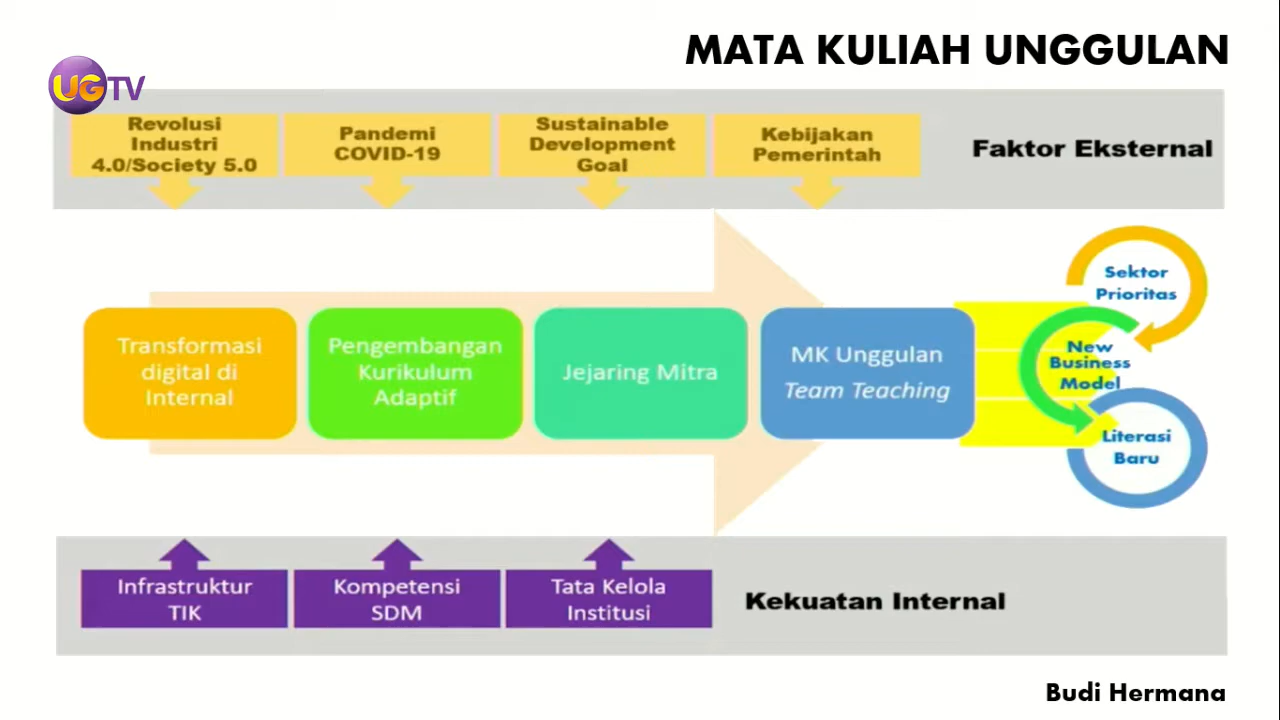 MATA KULIAH UNGGULAN
UGTV
Revolusi
Industri
4.0/Society 5.0
Pandemi
COVID-19
Sustainable
Development
Goal
Kebijakan
Pemerintah
Faktor Eksternal
Transformasi
digital di
Internal
Pengembangan
Kurikulum
Adaptif
Jejaring Mitra
MK Unggulan
Team Teaching
Sektor
Prioritas
New
Business
Model
Literasi
Baru
Infrastruktur
TIK
Kompetensi
SDM
Tata Kelola
Institusi
Kekuatan Internal
Budi Hermana